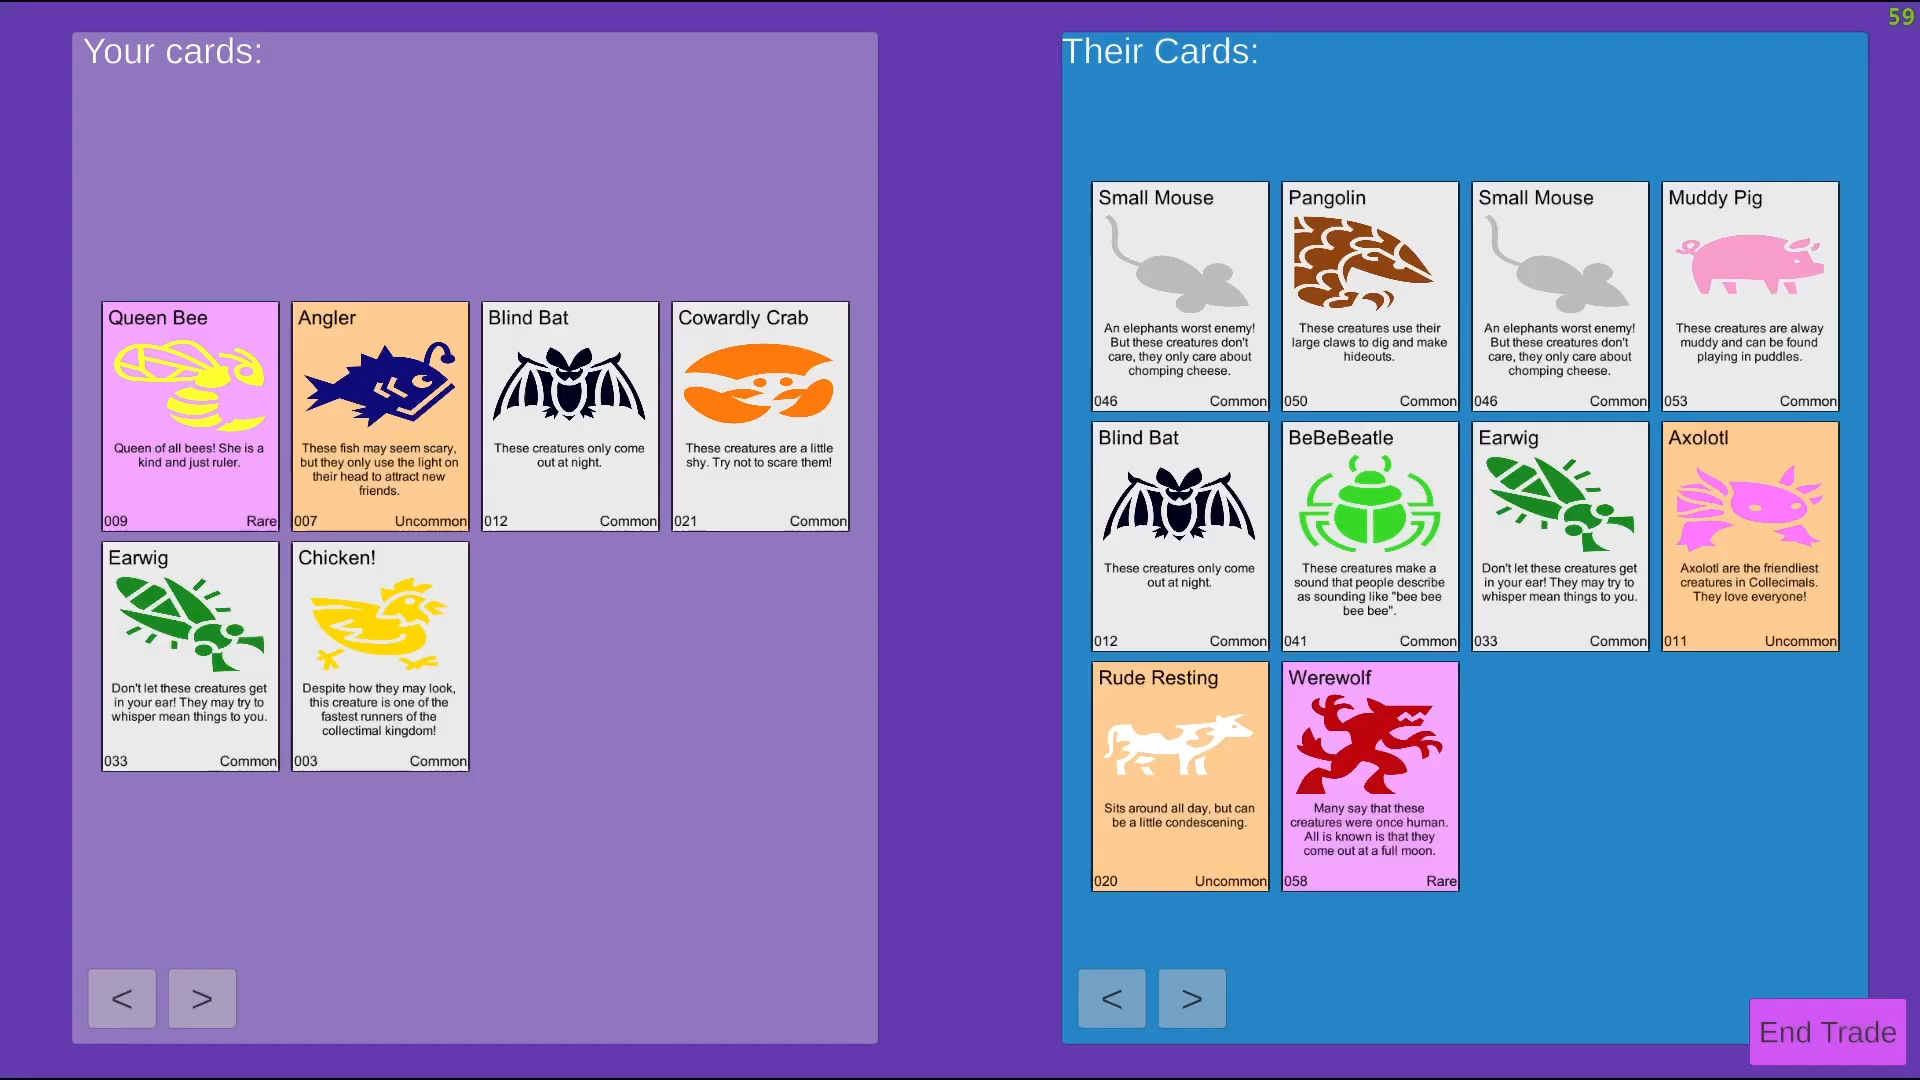 59
Your cards:
Queen Bee
Queen of all bees! She is a
kind and just ruler.
009 Rare
Angler
These fish may seem scary,
but they only use the light on
their head to attract new
friends.
007 Uncommon
Blind Bat
These creatures only come
out at night.
012 Common
Cowardly Crab
These creatures are a little
shy. Try not to scare them!
021 Common
Earwig
Don't let these creatures get
in your ear! They may try to
whisper mean things to you.
033 Common
Chicken!
Despite how they may look,
this creature is one of the
fastest runners of the
collectimal kingdom!
003 Common
< >
Their Cards:
Small Mouse
An elephants worst enemy!
But these creatures don't
care, they only care about
chomping cheese.
046 Common
Pangolin
These creatures use their
large claws to dig and make
hideouts.
050 Common
Small Mouse
An elephants worst enemy!
But these creatures don't
care, they only care about
chomping cheese.
046 Common
Muddy Pig
These creatures are alway
muddy and can be found
playing in puddles.
053 Common
Blind Bat
These creatures only come
out at night.
012 Common
BeBeBeatle
These creatures make a
sound that people describe
as sounding like "bee bee
bee bee".
041 Common
Earwig
Don't let these creatures get
in your ear! They may try to
whisper mean things to you.
033 Common
Axolotl
Axolotl are the friendliest
creatures in Collecimals.
They love everyone!
011 Uncommon
Rude Resting
Sits around all day, but can
be a little condescening.
020 Uncommon
Werewolf
Many say that these
creatures were once human.
All is known is that they
come out at a full moon.
058 Rare
< >
End Trade